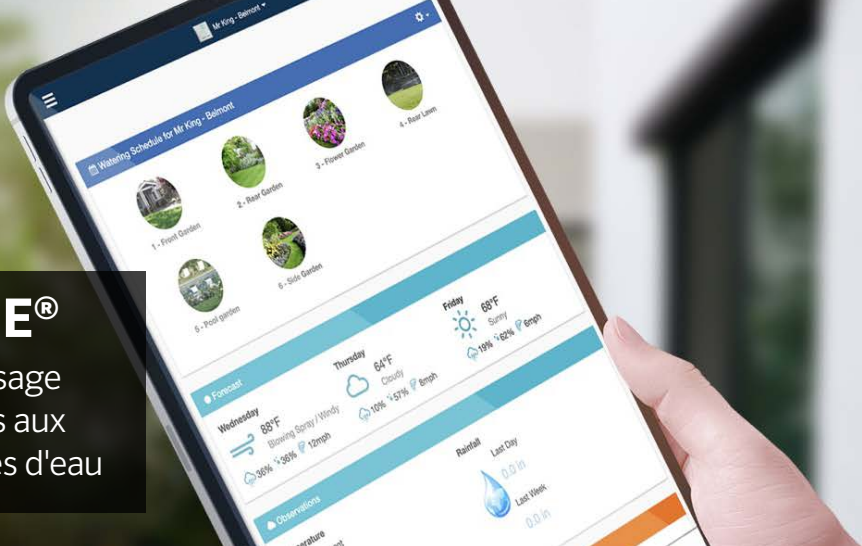 Mr King - Belmont
Watering Schedule for Mr King - Belmont
1 - Front Garden
2 - Rear Garden
3 - Flower Garden
4 - Rear Lawn
5 - Pool garden
6 - Side Garden
Forecast
Wednesday
88°F
Blowing Spray / Windy
36% 36% 12mph
Thursday
64°F
Cloudy
10% 57% 8mph
Friday
68°F
Sunny
19% 62% 6mph
Observations
Rainfall
Last Day
0.0 in
Last Week
0.0 in
E®
sage
s aux
es d'eau